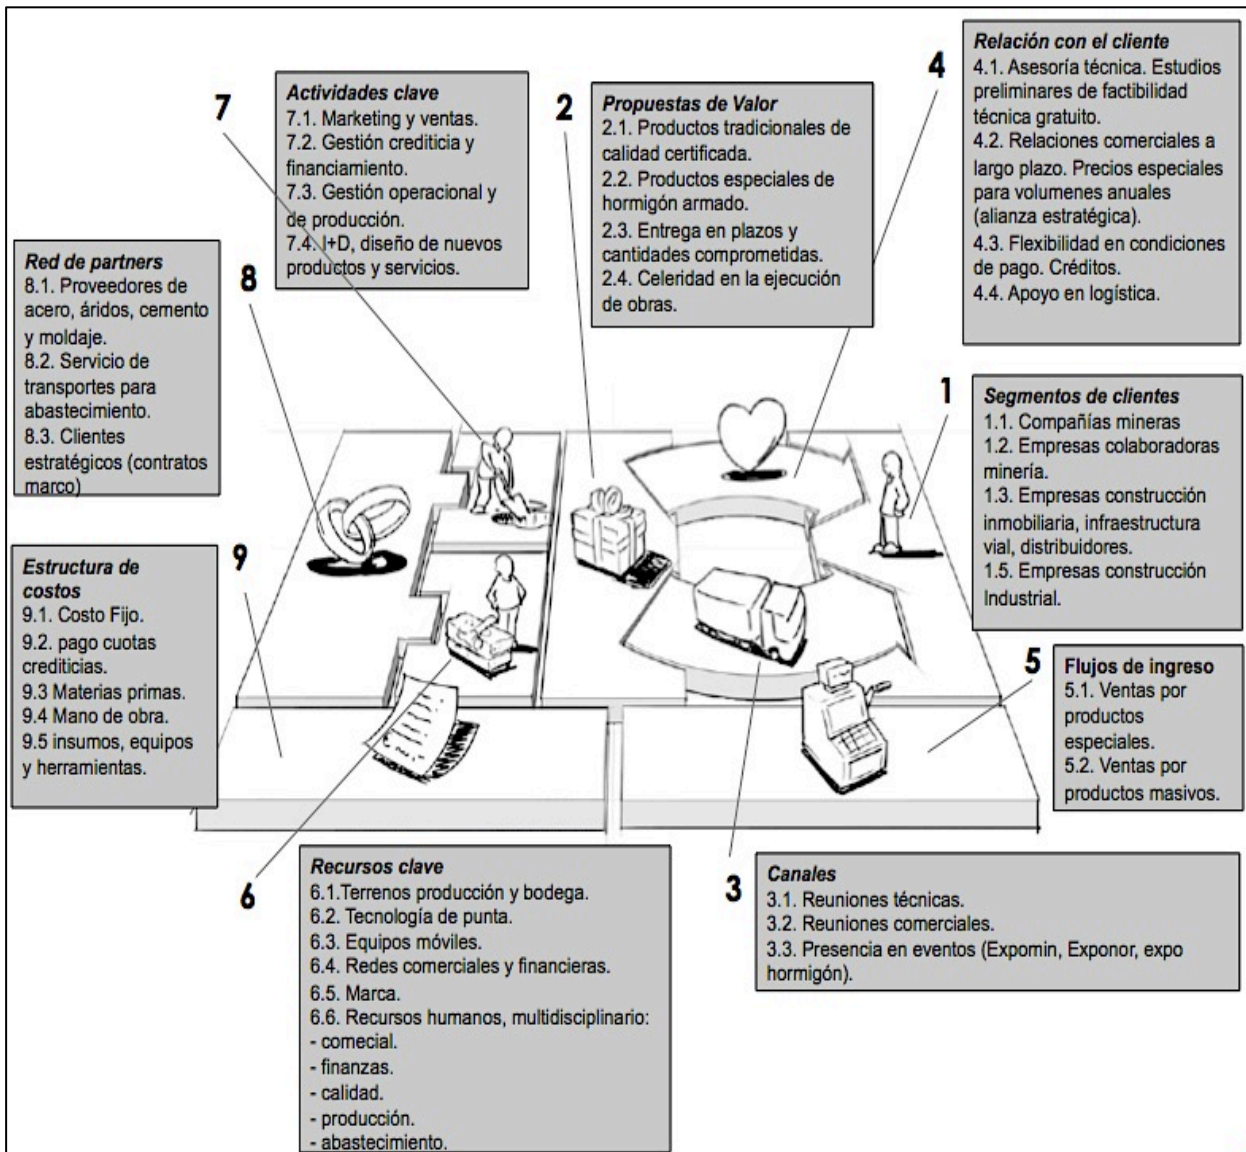 7
Actividades clave
7.1. Marketing y ventas.
7.2. Gestión crediticia y
financiamiento.
7.3. Gestión operacional y
de producción.
7.4. I+D, diseño de nuevos
productos y servicios.
2
Propuestas de Valor
2.1. Productos tradicionales de
calidad certificada.
2.2. Productos especiales de
hormigón armado.
2.3. Entrega en plazos y
cantidades comprometidas.
2.4. Celeridad en la ejecución
de obras.
4
Relación con el cliente
4.1. Asesoría técnica. Estudios
preliminares de factibilidad
técnica gratuito.
4.2. Relaciones comerciales a
largo plazo. Precios especiales
para volumenes anuales
(alianza estratégica).
4.3. Flexibilidad en condiciones
de pago. Créditos.
4.4. Apoyo en logística.
Red de partners
8.1. Proveedores de
acero, áridos, cemento
y moldaje.
8.2. Servicio de
transportes para
abastecimiento.
8.3. Clientes
estratégicos (contratos
marco)
8
1
Segmentos de clientes
1.1. Compañías mineras
1.2. Empresas colaboradoras
minería.
1.3. Empresas construcción
inmobiliaria, infraestructura
vial, distribuidores.
1.5. Empresas construcción
Industrial.
Estructura de
costos
9.1. Costo Fijo.
9.2. pago cuotas
crediticias.
9.3 Materias primas.
9.4 Mano de obra.
9.5 insumos, equipos
y herramientas.
9
5
Flujos de ingreso
5.1. Ventas por
productos
especiales.
5.2. Ventas por
productos masivos.
6
Recursos clave
6.1.Terrenos producción y bodega.
6.2. Tecnología de punta.
6.3. Equipos móviles.
6.4. Redes comerciales y financieras.
6.5. Marca.
6.6. Recursos humanos, multidisciplinario:
- comecial.
- finanzas.
- calidad.
- producción.
- abastecimiento.
3
Canales
3.1. Reuniones técnicas.
3.2. Reuniones comerciales.
3.3. Presencia en eventos (Expomin, Exponor, expo
hormigón).